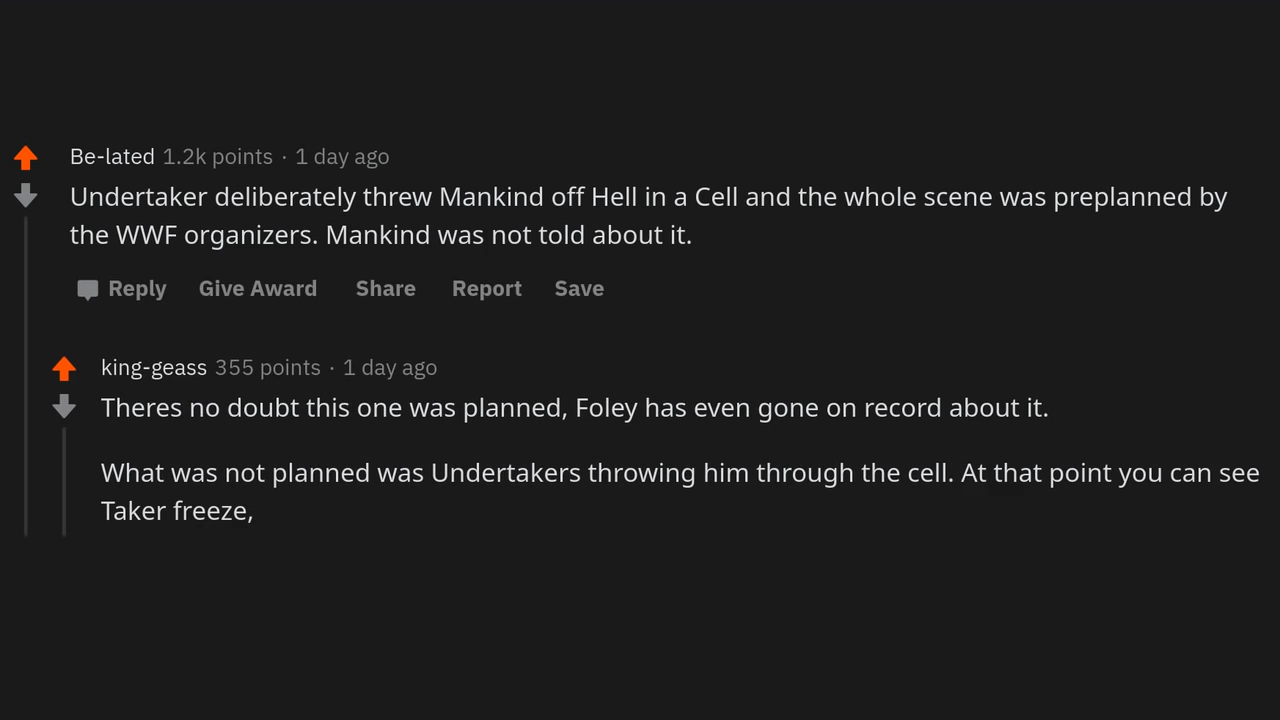 Be-lated 1.2k points · 1 day ago
Undertaker deliberately threw Mankind off Hell in a Cell and the whole scene was preplanned by
the WWF organizers. Mankind was not told about it.
Reply Give Award Share Report Save
king-geass 355 points · 1 day ago
Theres no doubt this one was planned, Foley has even gone on record about it.
What was not planned was Undertakers throwing him through the cell. At that point you can see
Taker freeze,